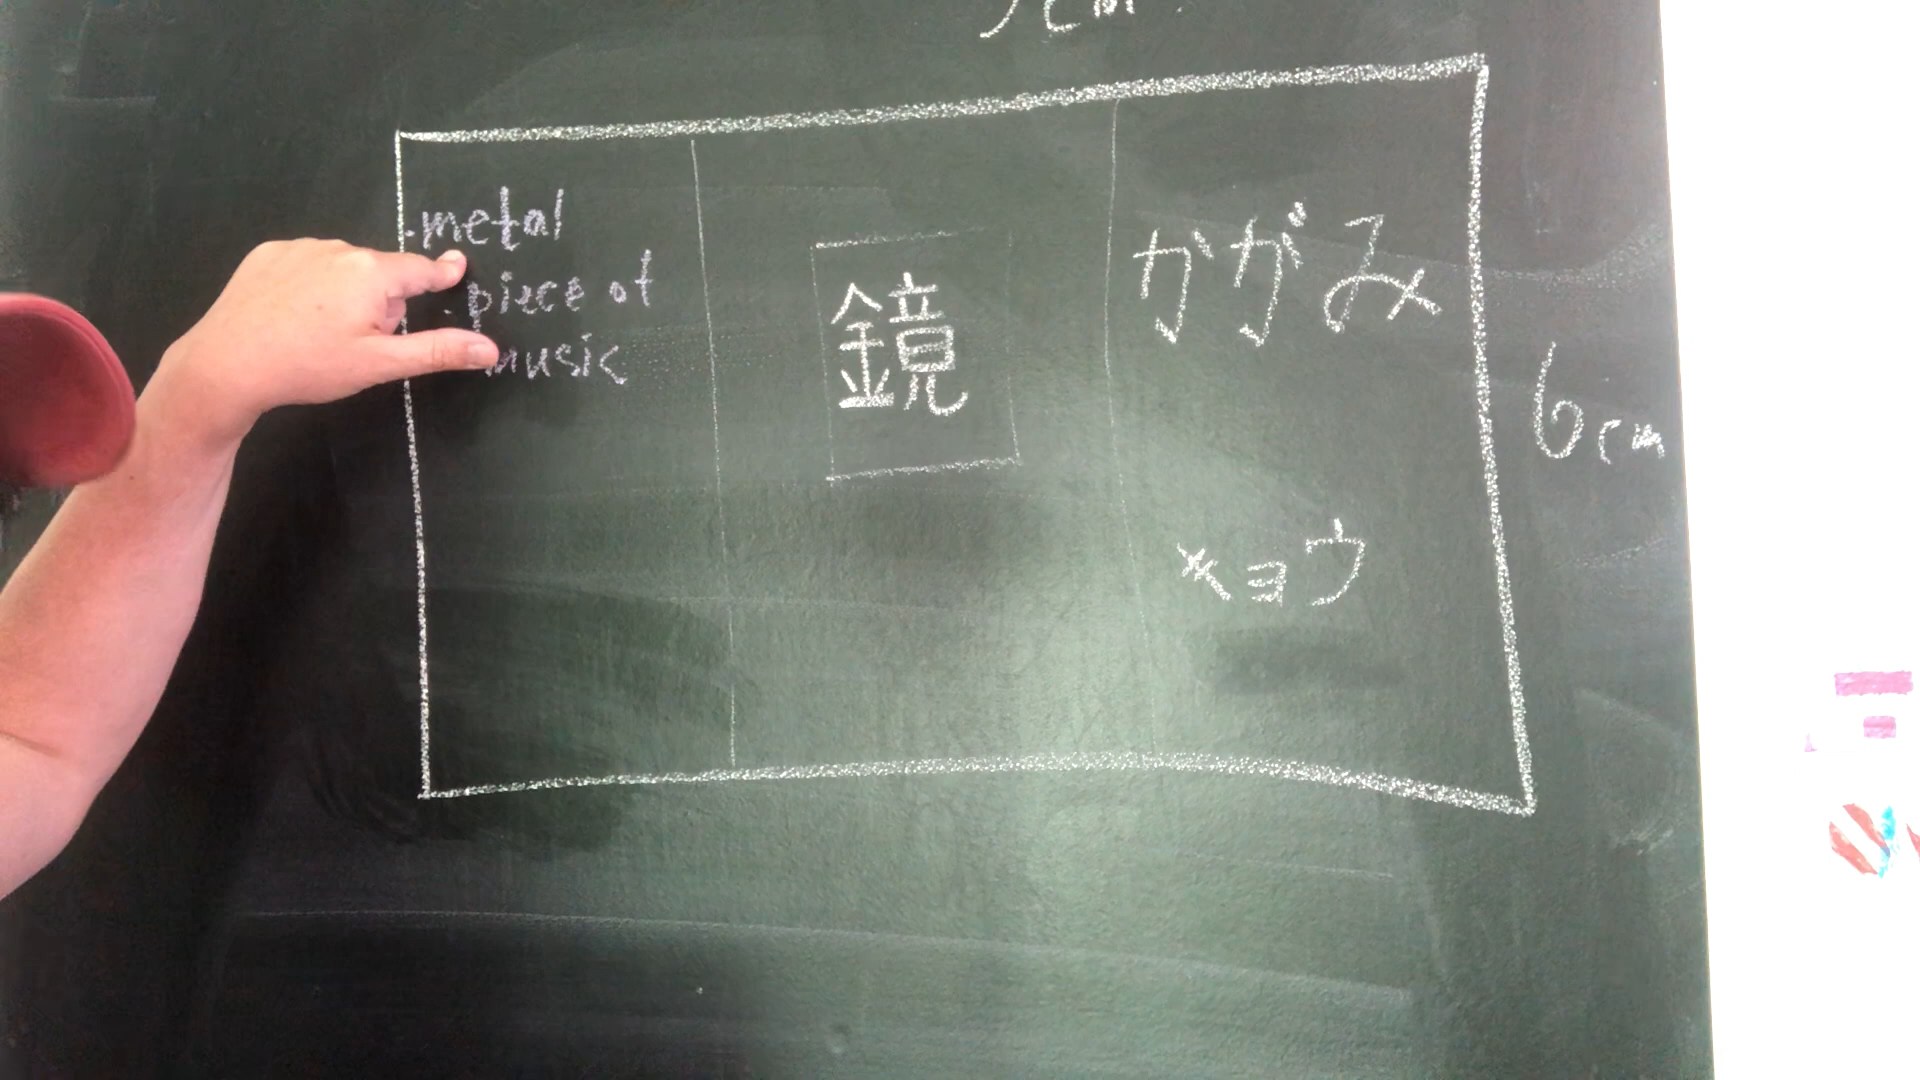 • metal
• piece of
music
鏡
かがみ
キョウ
6cm